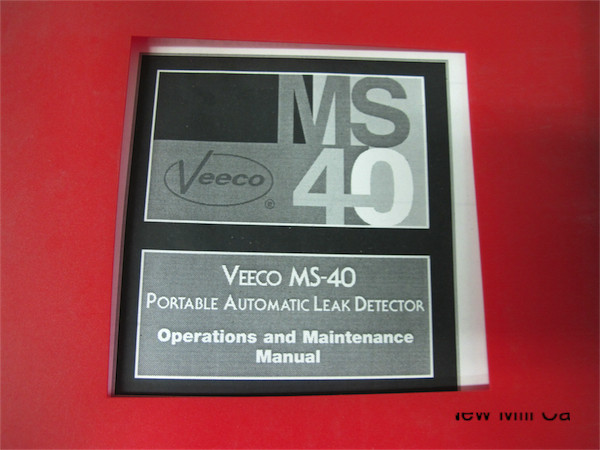 MS
40
Veeco
®
VEECO MS-40
PORTABLE AUTOMATIC LEAK DETECTOR
Operations and Maintenance
Manual